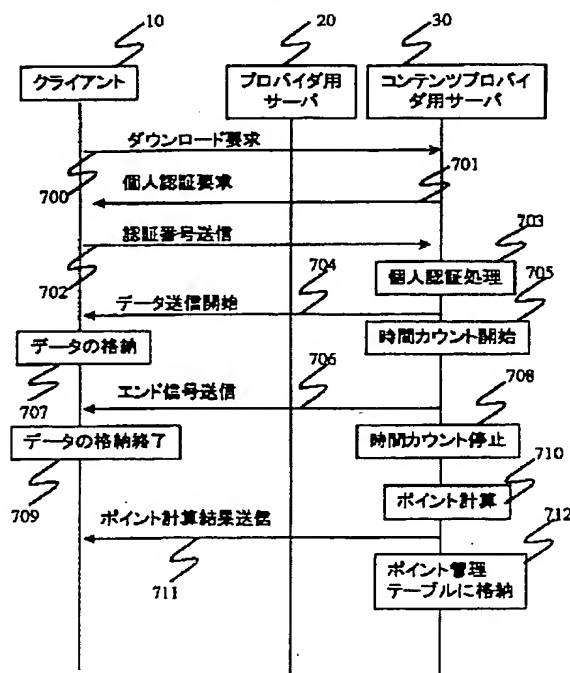 10
20
30
クライアント
プロバイダ用
サーバ
コンテンツプロバイ
ダ用サーバ
ダウンロード要求
700
個人認証要求
701
認証番号送信
702
703
個人認証処理
704
705
データ送信開始
時間カウント開始
データの格納
706
707
エンド信号送信
708
データの格納終了
時間カウント停止
709
710
ポイント計算
ポイント計算結果送信
711
712
ポイント管理
テーブルに格納